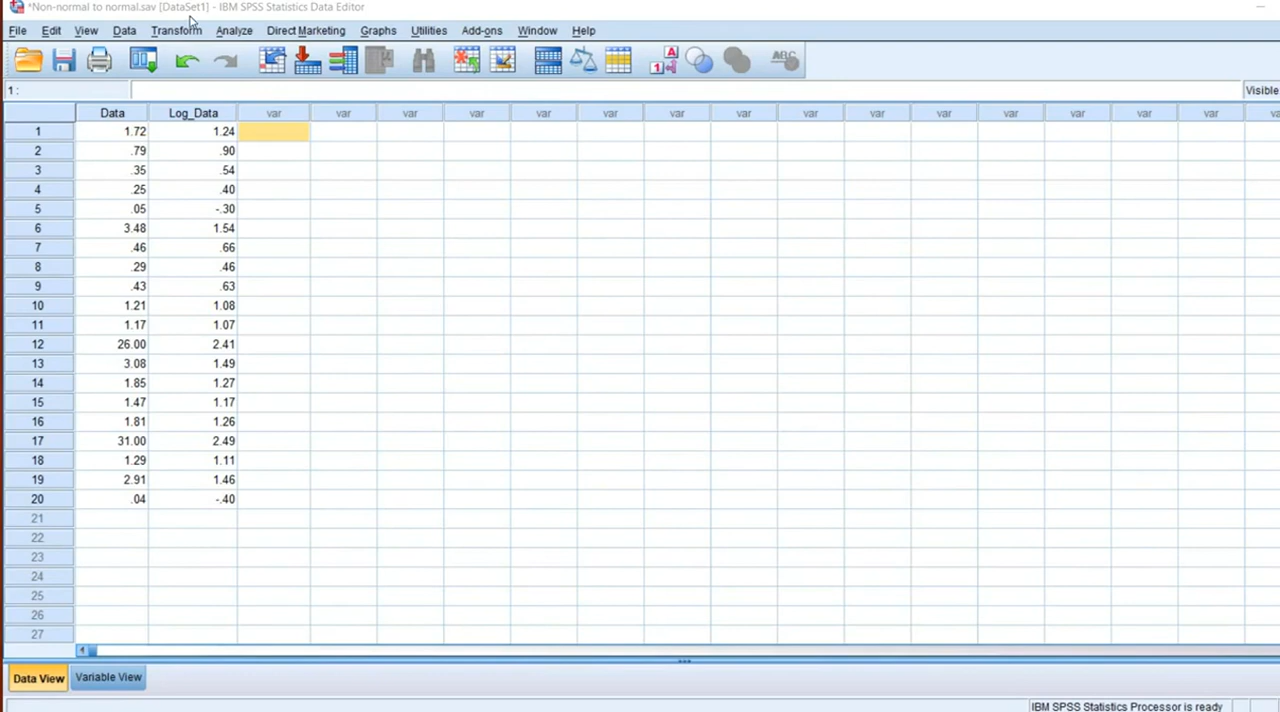 *Non-normal to normal.sav [DataSet1] - IBM SPSS Statistics Data Editor
File Edit View Data Transform Analyze Direct Marketing Graphs Utilities Add-ons Window Help
A
1
ABC
1 :
Visible
Data Log_Data var var var var var var var var var var var var var var var va
1 1.72 1.24
2 .79 .90
3 .35 .54
4 .25 .40
5 .05 -.30
6 3.48 1.54
7 .46 .66
8 .29 .46
9 .43 .63
10 1.21 1.08
11 1.17 1.07
12 26.00 2.41
13 3.08 1.49
14 1.85 1.27
15 1.47 1.17
16 1.81 1.26
17 31.00 2.49
18 1.29 1.11
19 2.91 1.46
20 .04 -.40
21
22
23
24
25
26
27
Data View Variable View
IBM SPSS Statistics Processor is ready